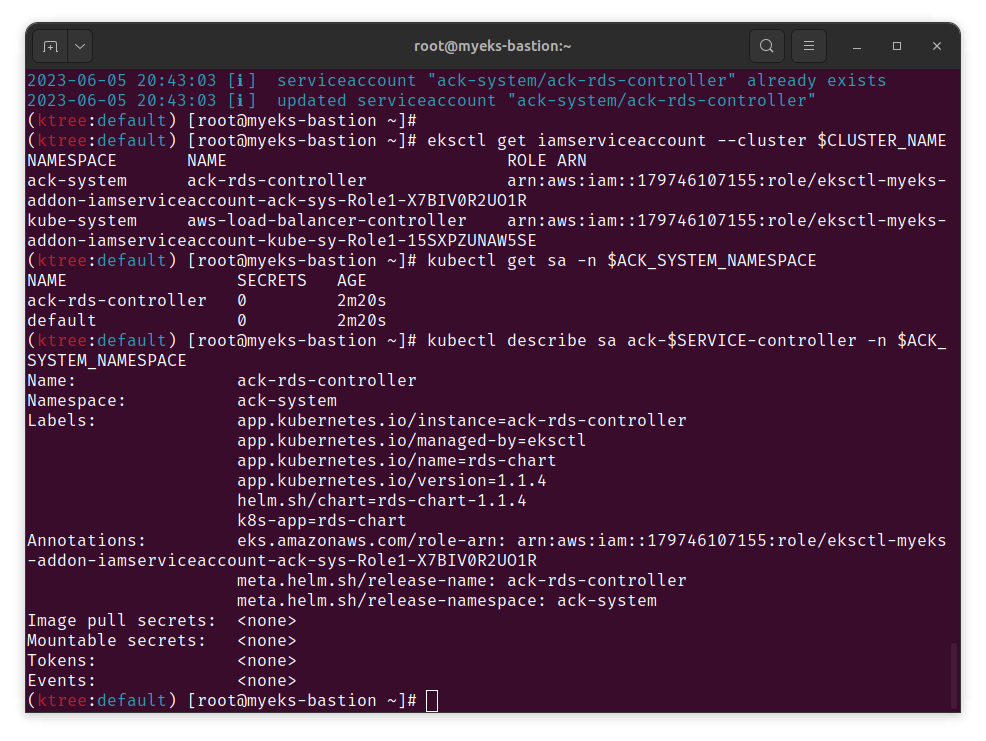 root@myeks-bastion:~
2023-06-05 20:43:03 [ℹ]  serviceaccount "ack-system/ack-rds-controller" already exists
2023-06-05 20:43:03 [ℹ]  updated serviceaccount "ack-system/ack-rds-controller"
(ktree:default) [root@myeks-bastion ~]#
(ktree:default) [root@myeks-bastion ~]# eksctl get iamserviceaccount --cluster $CLUSTER_NAME
NAMESPACE       NAME                            ROLE ARN
ack-system      ack-rds-controller              arn:aws:iam::179746107155:role/eksctl-myeks-
addon-iamserviceaccount-ack-sys-Role1-X7BIV0R2UO1R
kube-system     aws-load-balancer-controller    arn:aws:iam::179746107155:role/eksctl-myeks-
addon-iamserviceaccount-kube-sy-Role1-15SXPZUNAW5SE
(ktree:default) [root@myeks-bastion ~]# kubectl get sa -n $ACK_SYSTEM_NAMESPACE
NAME                 SECRETS   AGE
ack-rds-controller   0         2m20s
default              0         2m20s
(ktree:default) [root@myeks-bastion ~]# kubectl describe sa ack-$SERVICE-controller -n $ACK_
SYSTEM_NAMESPACE
Name:                ack-rds-controller
Namespace:           ack-system
Labels:              app.kubernetes.io/instance=ack-rds-controller
                     app.kubernetes.io/managed-by=eksctl
                     app.kubernetes.io/name=rds-chart
                     app.kubernetes.io/version=1.1.4
                     helm.sh/chart=rds-chart-1.1.4
                     k8s-app=rds-chart
Annotations:         eks.amazonaws.com/role-arn: arn:aws:iam::179746107155:role/eksctl-myeks
-addon-iamserviceaccount-ack-sys-Role1-X7BIV0R2UO1R
                     meta.helm.sh/release-name: ack-rds-controller
                     meta.helm.sh/release-namespace: ack-system
Image pull secrets:  <none>
Mountable secrets:   <none>
Tokens:              <none>
Events:              <none>
(ktree:default) [root@myeks-bastion ~]#